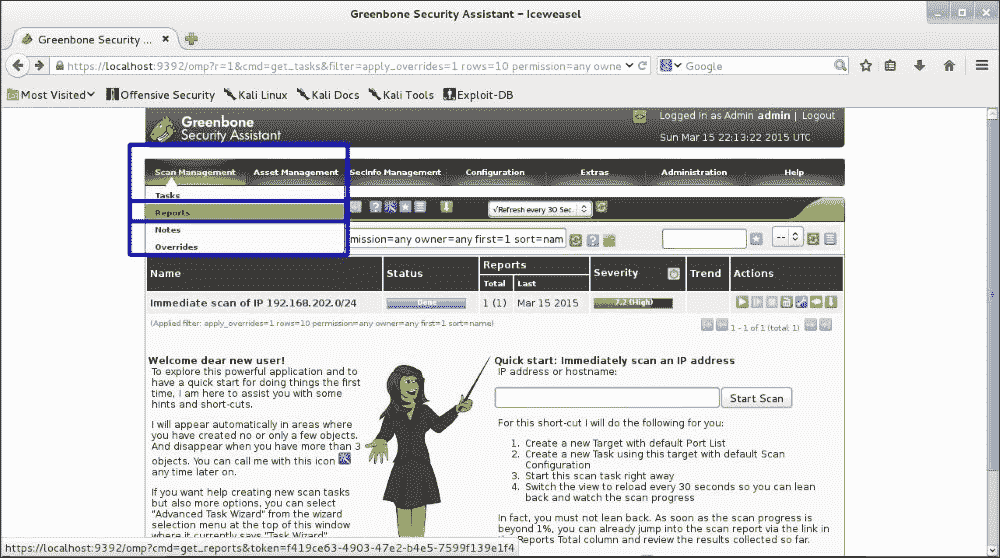 Greenbone Security Assistant - Iceweasel
Greenbone Security ...
https://localhost:9392/omp?r=1&cmd=get_tasks&filter=apply_overrides=1 rows=10 permission=any owne
Google
Most Visited
Offensive Security
Kali Linux
Kali Docs
Kali Tools
Exploit-DB
Greenbone
Security Assistant
Logged in as Admin admin | Logout
Sun Mar 15 22:13:22 2015 UTC
Scan Management
Asset Management
SecInfo Management
Configuration
Extras
Administration
Help
Tasks
Reports
Notes
Overrides
√Refresh every 30 Sec
mission=any owner=any first=1 sort=nam
--
Name
Status
Reports
Total
Last
Severity
Trend
Actions
Immediate scan of IP 192.168.202.0/24
Done
1 (1)
Mar 15 2015
7.2 (High)
(Applied filter: apply_overrides=1 rows=10 permission=any owner=any first=1 sort=name)
1 - 1 of 1 (total: 1)
Welcome dear new user!
To explore this powerful application and to
have a quick start for doing things the first
time, I am here to assist you with some
hints and short-cuts.
I will appear automatically in areas where
you have created no or only a few objects.
And disappear when you have more than 3
objects. You can call me with this icon
any time later on.
If you want help creating new scan tasks
but also more options, you can select
"Advanced Task Wizard" from the wizard
selection menu at the top of this window
where it currently says "Task Wizard"
Quick start: Immediately scan an IP address
IP address or hostname:
Start Scan
For this short-cut I will do the following for you:
1. Create a new Target with default Port List
2. Create a new Task using this target with default Scan
Configuration
3. Start this scan task right away
4. Switch the view to reload every 30 seconds so you can lean
back and watch the scan progress
In fact, you must not lean back. As soon as the scan progress is
beyond 1%, you can already jump into the scan report via the link in
the Reports Total column and review the results collected so far.
https://localhost:9392/omp?cmd=get_reports&token=f419ce63-4903-47e2-b4e5-7599f139e1f4